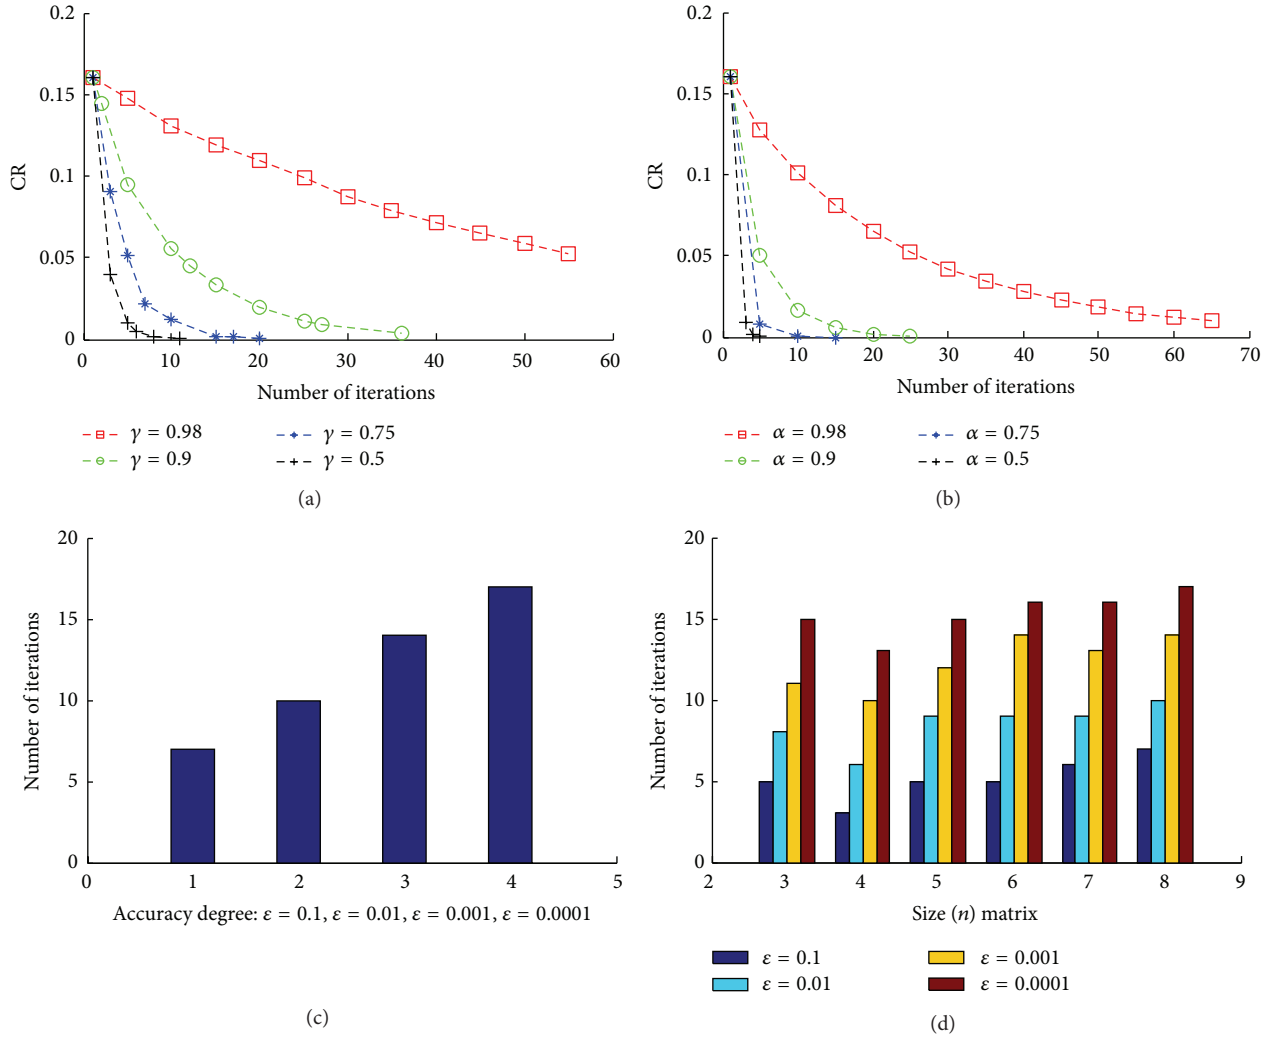 0.2
0.15
0.1
0.05
0
CR
0 10 20 30 40 50 60
Number of iterations
γ = 0.98
γ = 0.9
γ = 0.75
γ = 0.5
(a)
0.2
0.15
0.1
0.05
0
CR
0 10 20 30 40 50 60 70
Number of iterations
α = 0.98
α = 0.9
α = 0.75
α = 0.5
(b)
20
15
10
5
0
Number of iterations
0 1 2 3 4 5
Accuracy degree: ε = 0.1, ε = 0.01, ε = 0.001, ε = 0.0001
(c)
20
15
10
5
0
Number of iterations
2 3 4 5 6 7 8 9
Size (n) matrix
ε = 0.1
ε = 0.01
ε = 0.001
ε = 0.0001
(d)